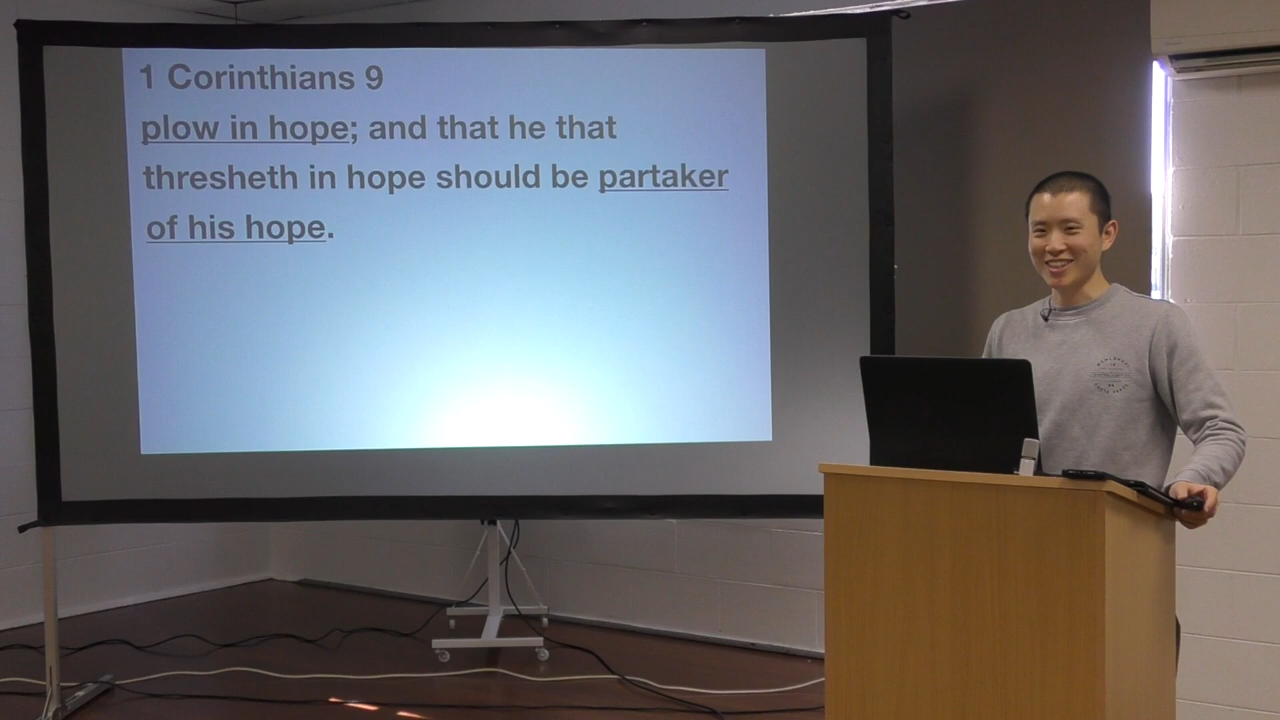 1 Corinthians 9
plow in hope; and that he that
thresheth in hope should be partaker
of his hope.